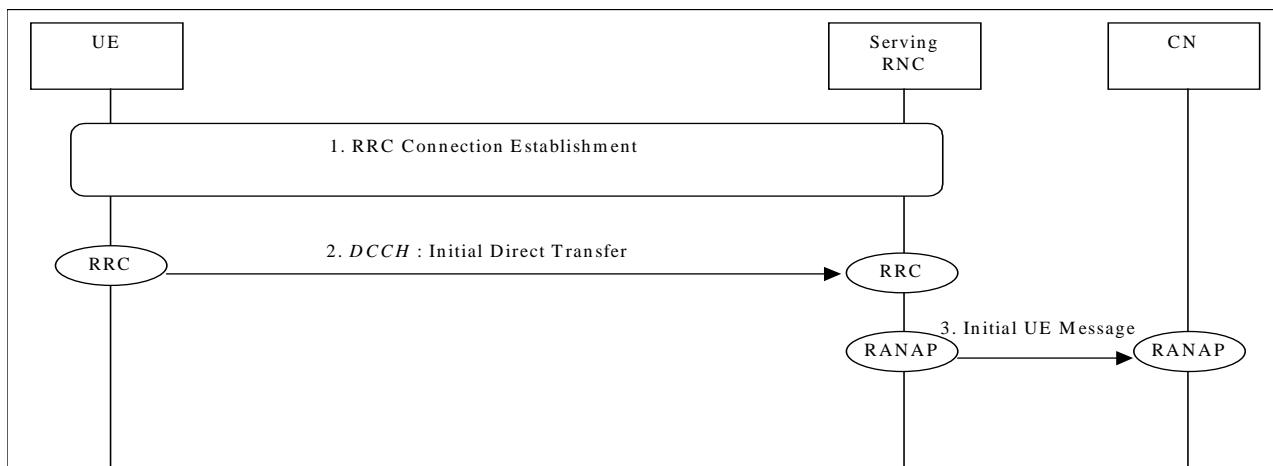 UE
Serving
RNC
CN
1. RRC Connection Establishment
2. DCCH : Initial Direct Transfer
RRC
RRC
3. Initial UE Message
RANAP
RANAP